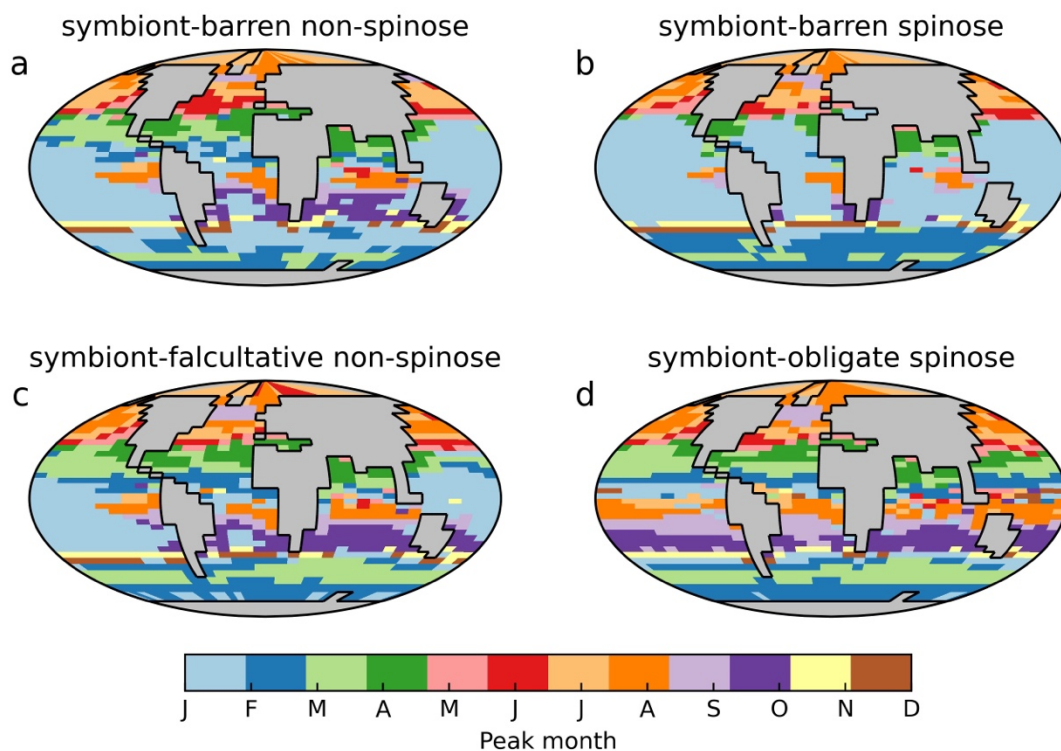 symbiont-barren non-spinose
symbiont-barren spinose
a
b
symbiont-falcultative non-spinose
symbiont-obligate spinose
c
d
J F M A M J J A S O N D
Peak month